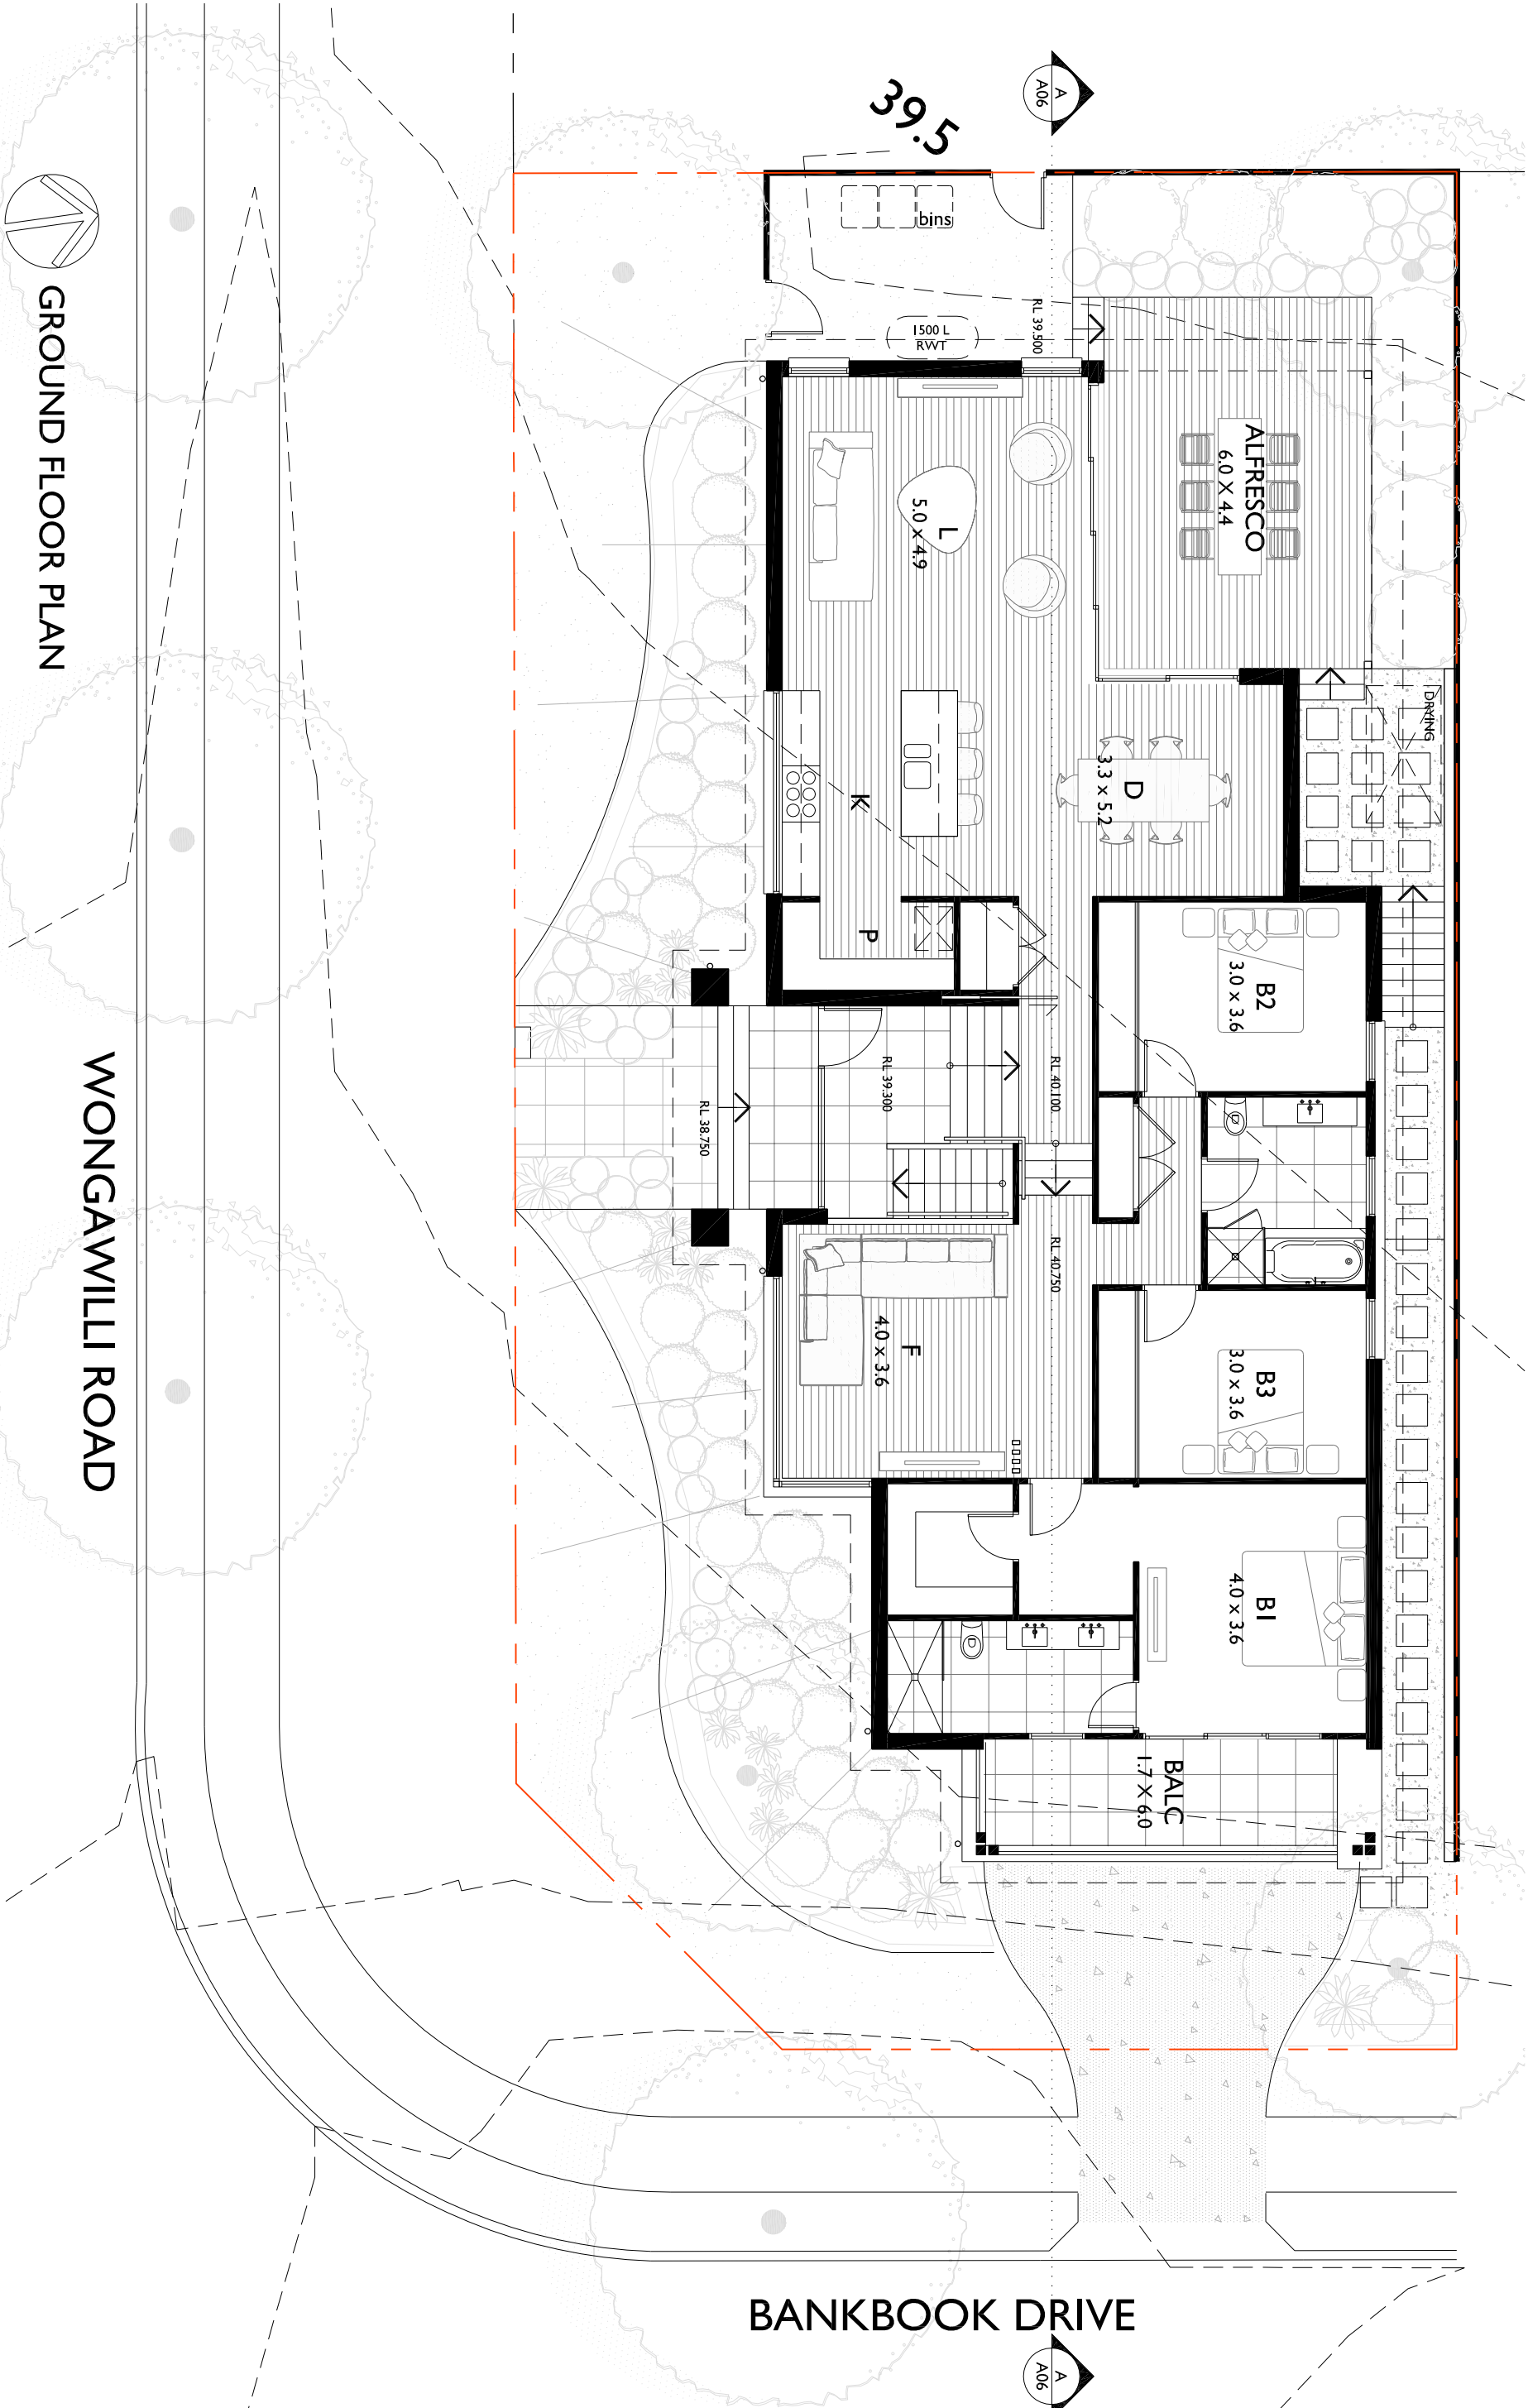 A
A06
39.5
bins
1500 L
RWT
RL 39.500
ALFRESCO
6.0 X 4.4
L
5.0 x 4.9
DRYING
D
3.3 x 5.2
K
P
B2
3.0 x 3.6
RL 39.300
RL 40.100
RL 38.750
RL 40.750
F
4.0 x 3.6
B3
3.0 x 3.6
B1
4.0 x 3.6
BALC
1.7 X 6.0
GROUND FLOOR PLAN
WONGAWILLI ROAD
BANKBOOK DRIVE
A
A06